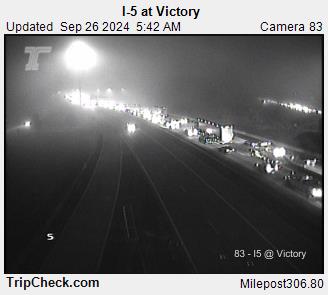 I-5 at Victory
Updated Sep 26 2024 5:42 AM Camera 83
T
S
83 - I5 @ Victory
TripCheck.com Milepost306.80